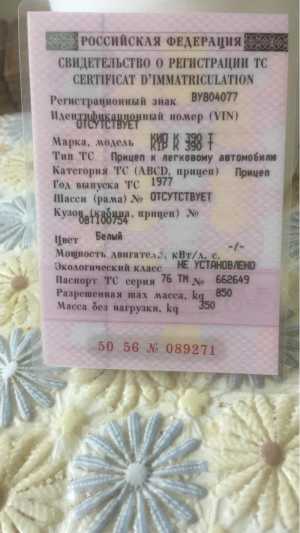 РОССИЙСКАЯ ФЕДЕРАЦИЯ
СВИДЕТЕЛЬСТВО О РЕГИСТРАЦИИ ТС
CERTIFICAT D'IMMATRICULATION
Регистрационный знак ВУ804077
Идентификационный номер (VIN)
ОТСУТСТВУЕТ
Марка, модель КИП К 390 Т
KIP K 390 T
Тип ТС Прицеп к легковому автомобилю
Категория ТС (ABCD, прицеп) Прицеп
Год выпуска ТС 1977
Шасси (рама) № ОТСУТСТВУЕТ
Кузов (кабина, прицеп) №
081100754
Цвет Белый
Мощность двигателя, кВт/л. с. -/-
Экологический класс НЕ УСТАНОВЛЕНО
Паспорт ТС серия 76 ТМ № 662649
Разрешенная max масса, kg 850
Масса без нагрузки, kg 350
50 56 № 089271